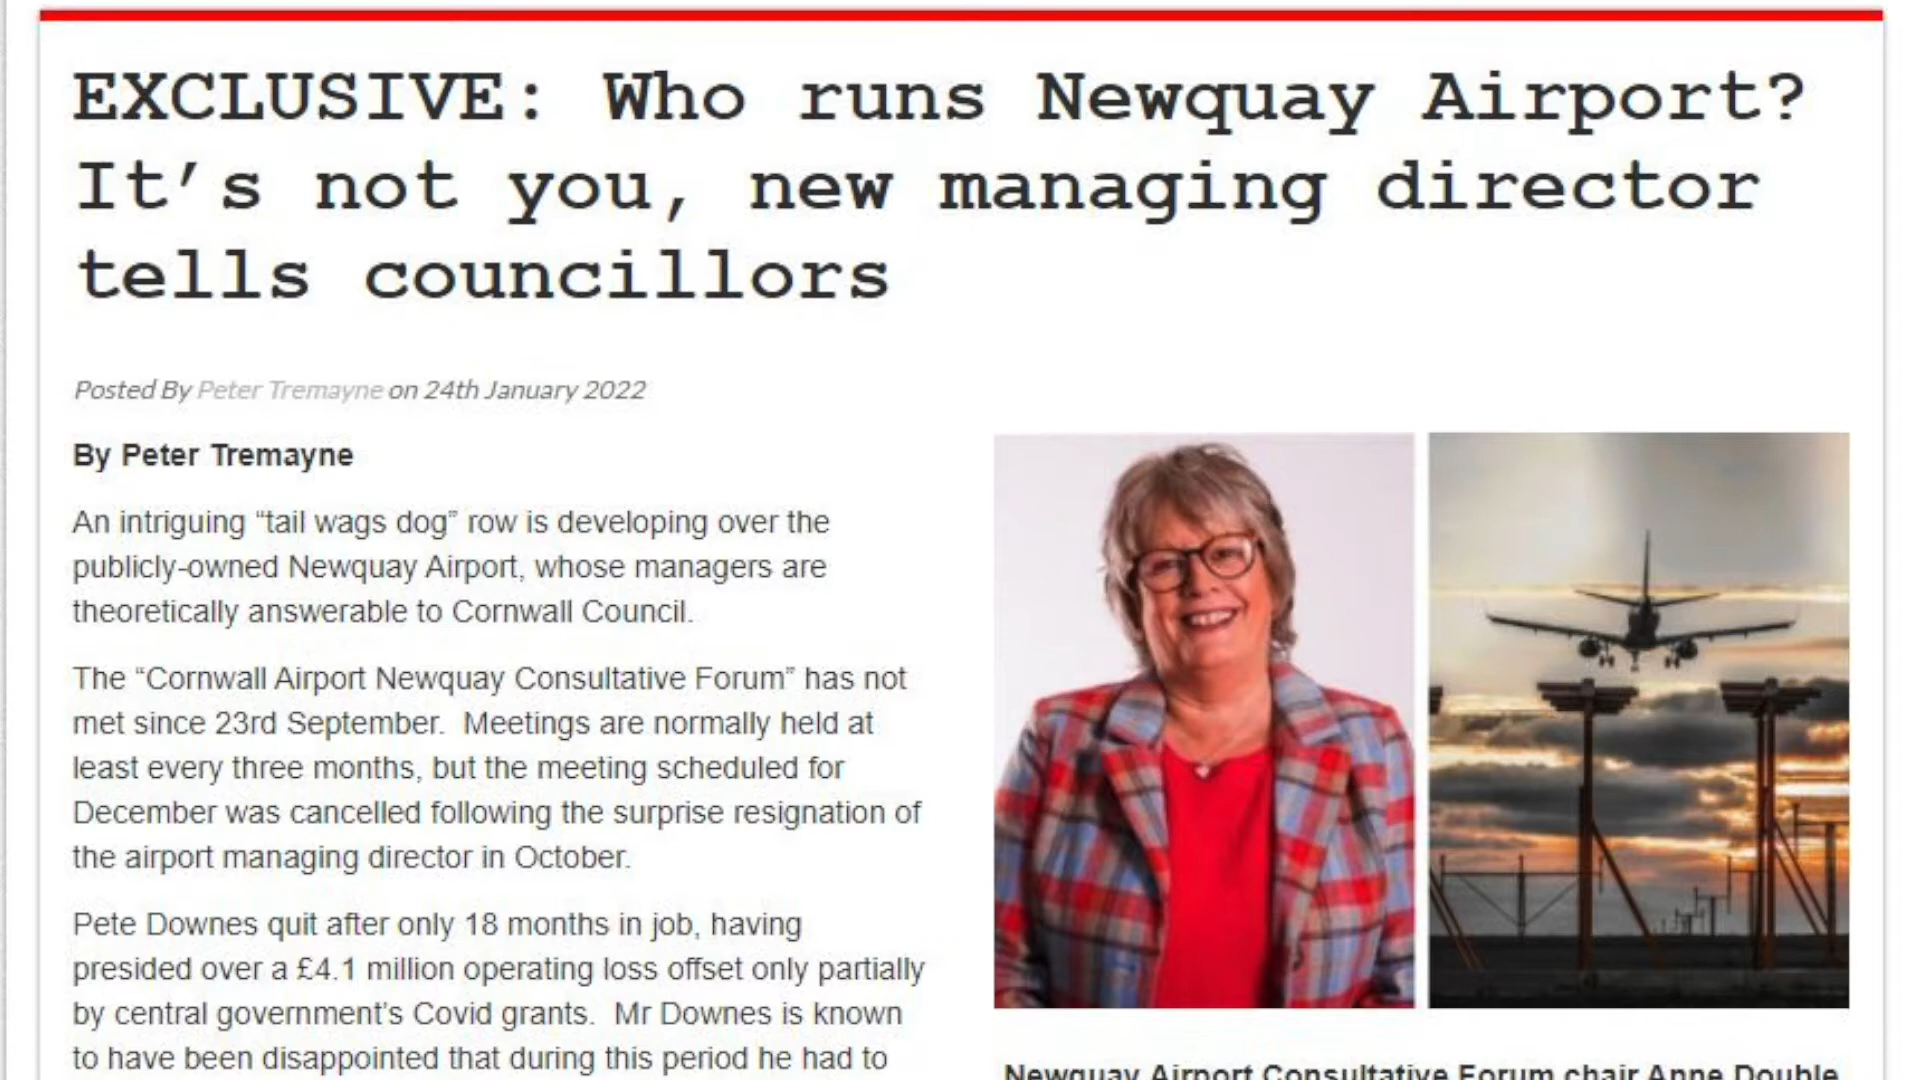 EXCLUSIVE: Who runs Newquay Airport?
It’s not you, new managing director
tells councillors
Posted By Peter Tremayne on 24th January 2022
By Peter Tremayne
An intriguing “tail wags dog” row is developing over the
publicly-owned Newquay Airport, whose managers are
theoretically answerable to Cornwall Council.
The “Cornwall Airport Newquay Consultative Forum” has not
met since 23rd September.  Meetings are normally held at
least every three months, but the meeting scheduled for
December was cancelled following the surprise resignation of
the airport managing director in October.
Pete Downes quit after only 18 months in job, having
presided over a £4.1 million operating loss offset only partially
by central government’s Covid grants.  Mr Downes is known
to have been disappointed that during this period he had to
Newquay Airport Consultative Forum chair Anne Double